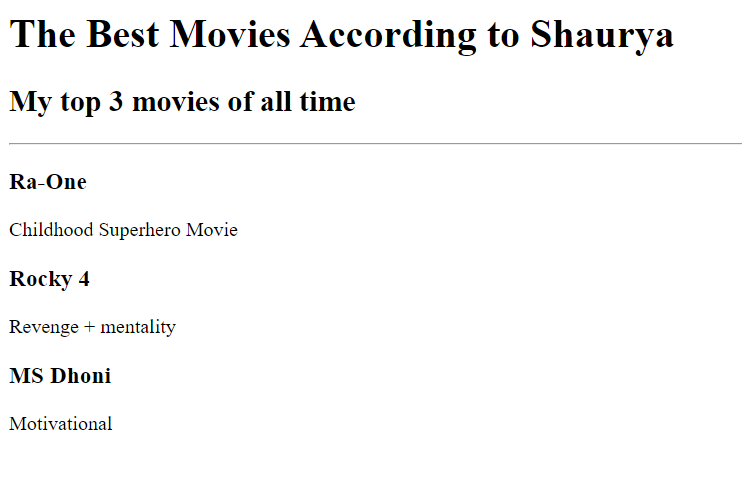 The Best Movies According to Shaurya
My top 3 movies of all time
Ra-One
Childhood Superhero Movie
Rocky 4
Revenge + mentality
MS Dhoni
Motivational